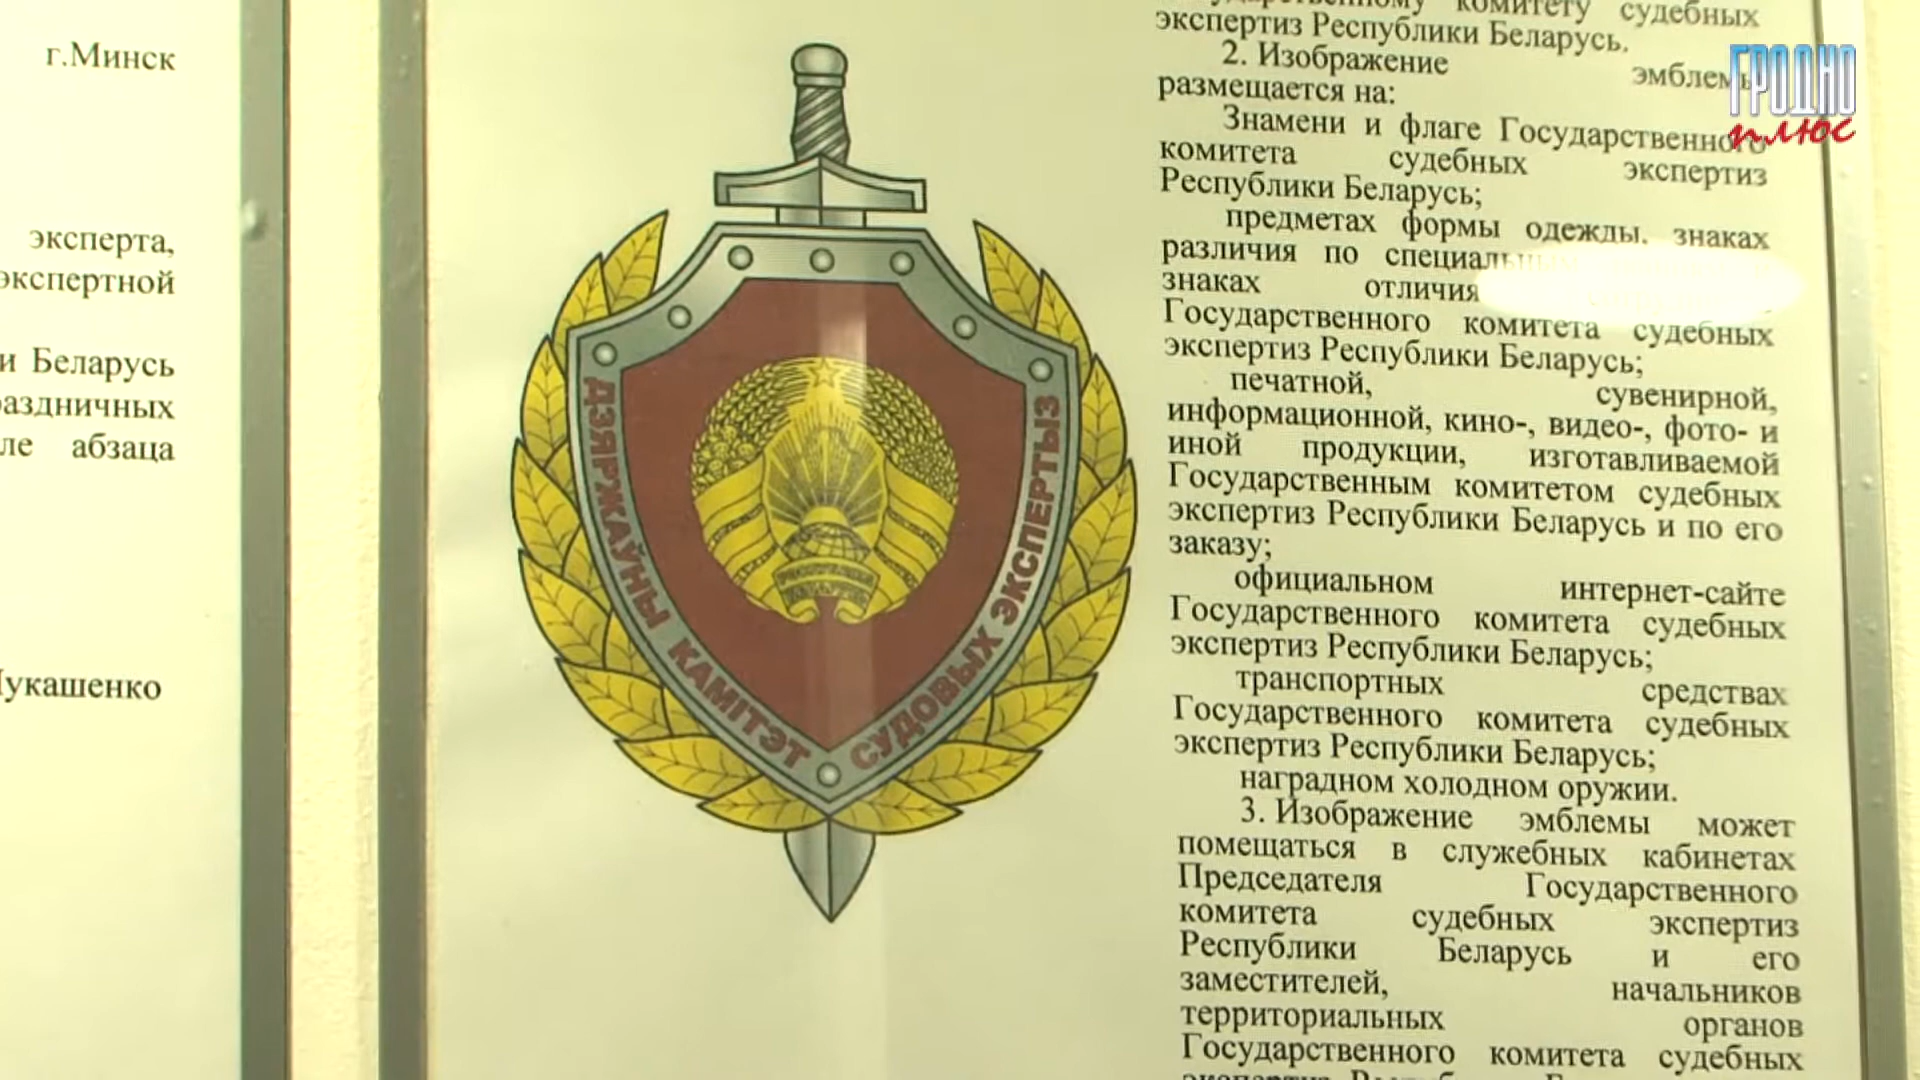 г.Минск
эксперта,
экспертной
и Беларусь
ле абзаца
ДЗЯРЖАЎНЫ КАМІТЭТ СУДОВЫХ ЭКСПЕРТЫЗ
комитету судебных
экспертиз Республики Беларусь.
2. Изображение эмблемы
размещается на:
Знамени и флаге Государственного
комитета судебных экспертиз
Республики Беларусь;
предметах формы одежды, знаках
различия по
знаках отличия
Государственного комитета судебных
экспертиз Республики Беларусь;
печатной, сувенирной,
информационной, кино-, видео-, фото- и
иной продукции, изготавливаемой
Государственным комитетом судебных
экспертиз Республики Беларусь и по его
заказу;
официальном интернет-сайте
Государственного комитета судебных
экспертиз Республики Беларусь;
транспортных средствах
Государственного комитета судебных
экспертиз Республики Беларусь;
наградном холодном оружии.
3. Изображение эмблемы может
помещаться в служебных кабинетах
Председателя Государственного
комитета судебных экспертиз
Республики Беларусь и его
заместителей, начальников
территориальных органов
Государственного комитета судебных
ГРОДНО
плюс